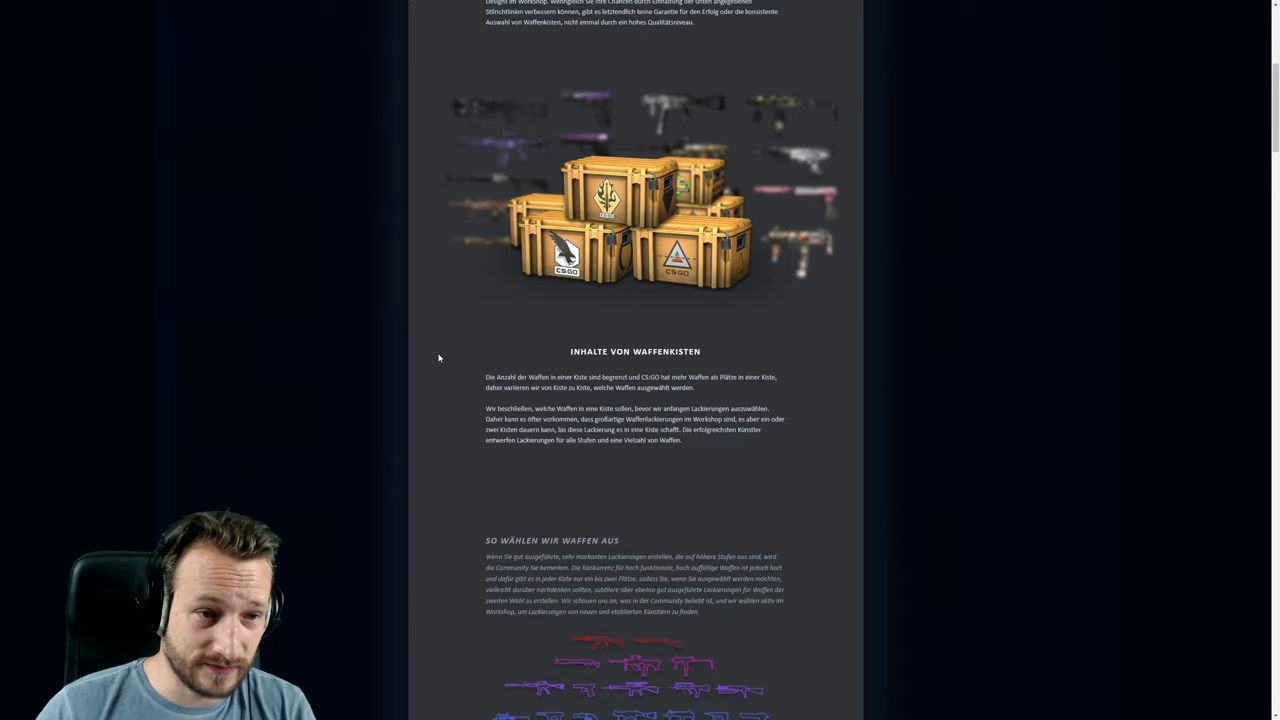 Designs im Workshop. Wenngleich Sie Ihre Chancen durch Einhaltung der unten angegebenen
Stilrichtlinien verbessern können, gibt es letztendlich keine Garantie für den Erfolg oder die konsistente
Auswahl von Waffenkisten, nicht einmal durch ein hohes Qualitätsniveau.
CS:GO
CS:GO
INHALTE VON WAFFENKISTEN
Die Anzahl der Waffen in einer Kiste sind begrenzt und CS:GO hat mehr Waffen als Plätze in einer Kiste,
daher variieren wir von Kiste zu Kiste, welche Waffen ausgewählt werden.
Wir beschließen, welche Waffen in eine Kiste sollen, bevor wir anfangen Lackierungen auszuwählen.
Daher kann es öfter vorkommen, dass großartige Waffenlackierungen im Workshop sind, es aber ein oder
zwei Kisten dauern kann, bis diese Lackierung es in eine Kiste schafft. Die erfolgreichsten Künstler
entwerfen Lackierungen für alle Stufen und eine Vielzahl von Waffen.
SO WÄHLEN WIR WAFFEN AUS
Wenn Sie gut ausgeführte, sehr markanten Lackierungen erstellen, die auf höhere Stufen aus sind, wird
die Community Sie bemerken. Die Konkurrenz für hoch funktionale, hoch auffällige Waffen ist jedoch hart
und dafür gibt es in jeder Kiste nur ein bis zwei Plätze, sodass Sie, wenn Sie ausgewählt werden möchten,
vielleicht darüber nachdenken sollten, subtilere aber ebenso gut ausgeführte Lackierungen für Waffen der
zweiten Wahl zu erstellen. Wir schauen uns an, was in der Community beliebt ist, und wir wählen aktiv im
Workshop, um Lackierungen von neuen und etablierten Künstlern zu finden.